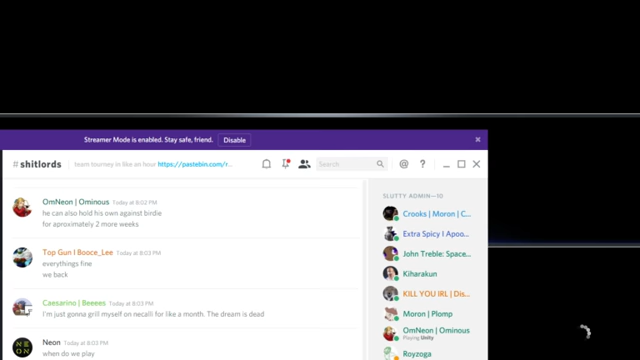 Streamer Mode is enabled. Stay safe, friend. Disable
#shitlords team tourney in like an hour https://pastebin.com/r... Search
OmNeon | Ominous Today at 8:02 PM
he can also hold his own against birdie
for aproximately 2 more weeks
Top Gun I Booce_Lee Today at 8:03 PM
everythings fine
we back
Caesarino | Beeees Today at 8:03 PM
I'm just gonna grill myself on necalli for like a month. The dream is dead
Neon Today at 8:03 PM
when do we play
SLUTTY ADMIN—10
Crooks | Moron | C...
Extra Spicy I Apoo...
John Treble: Space...
Kiharakun
KILL YOU IRL | Dis...
Moron | Plomp
OmNeon | Ominous
Playing Unity
Royzoga